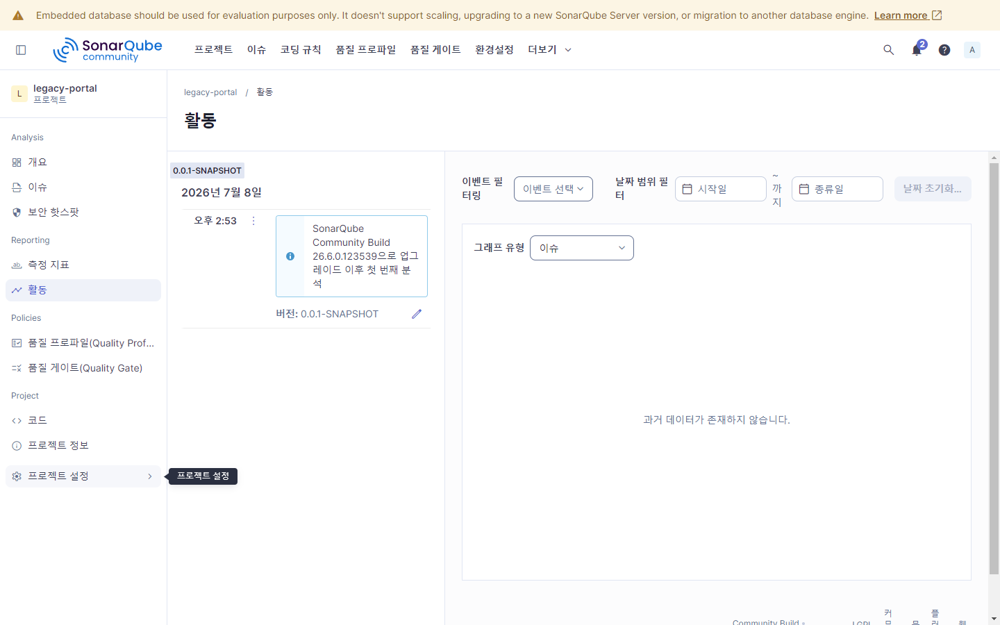 Embedded database should be used for evaluation purposes only. It doesn't support scaling, upgrading to a new SonarQube Server version, or migration to another database engine. Learn more
SonarQube community
프로젝트 이슈 코딩 규칙 품질 프로파일 품질 게이트 환경설정 더보기
2
A
L
legacy-portal
프로젝트
Analysis
개요
이슈
보안 핫스팟
Reporting
측정 지표
활동
Policies
품질 프로파일(Quality Prof...
품질 게이트(Quality Gate)
Project
코드
프로젝트 정보
프로젝트 설정
프로젝트 설정
legacy-portal / 활동
활동
0.0.1-SNAPSHOT
2026년 7월 8일
오후 2:53
SonarQube
Community Build
26.6.0.123539으로 업그
레이드 이후 첫 번째 분
석
버전: 0.0.1-SNAPSHOT
이벤트 필
터링
이벤트 선택
날짜 범위 필
터
시작일
~
까
지
종류일
날짜 초기화...
그래프 유형
이슈
과거 데이터가 존재하지 않습니다.
Community Build